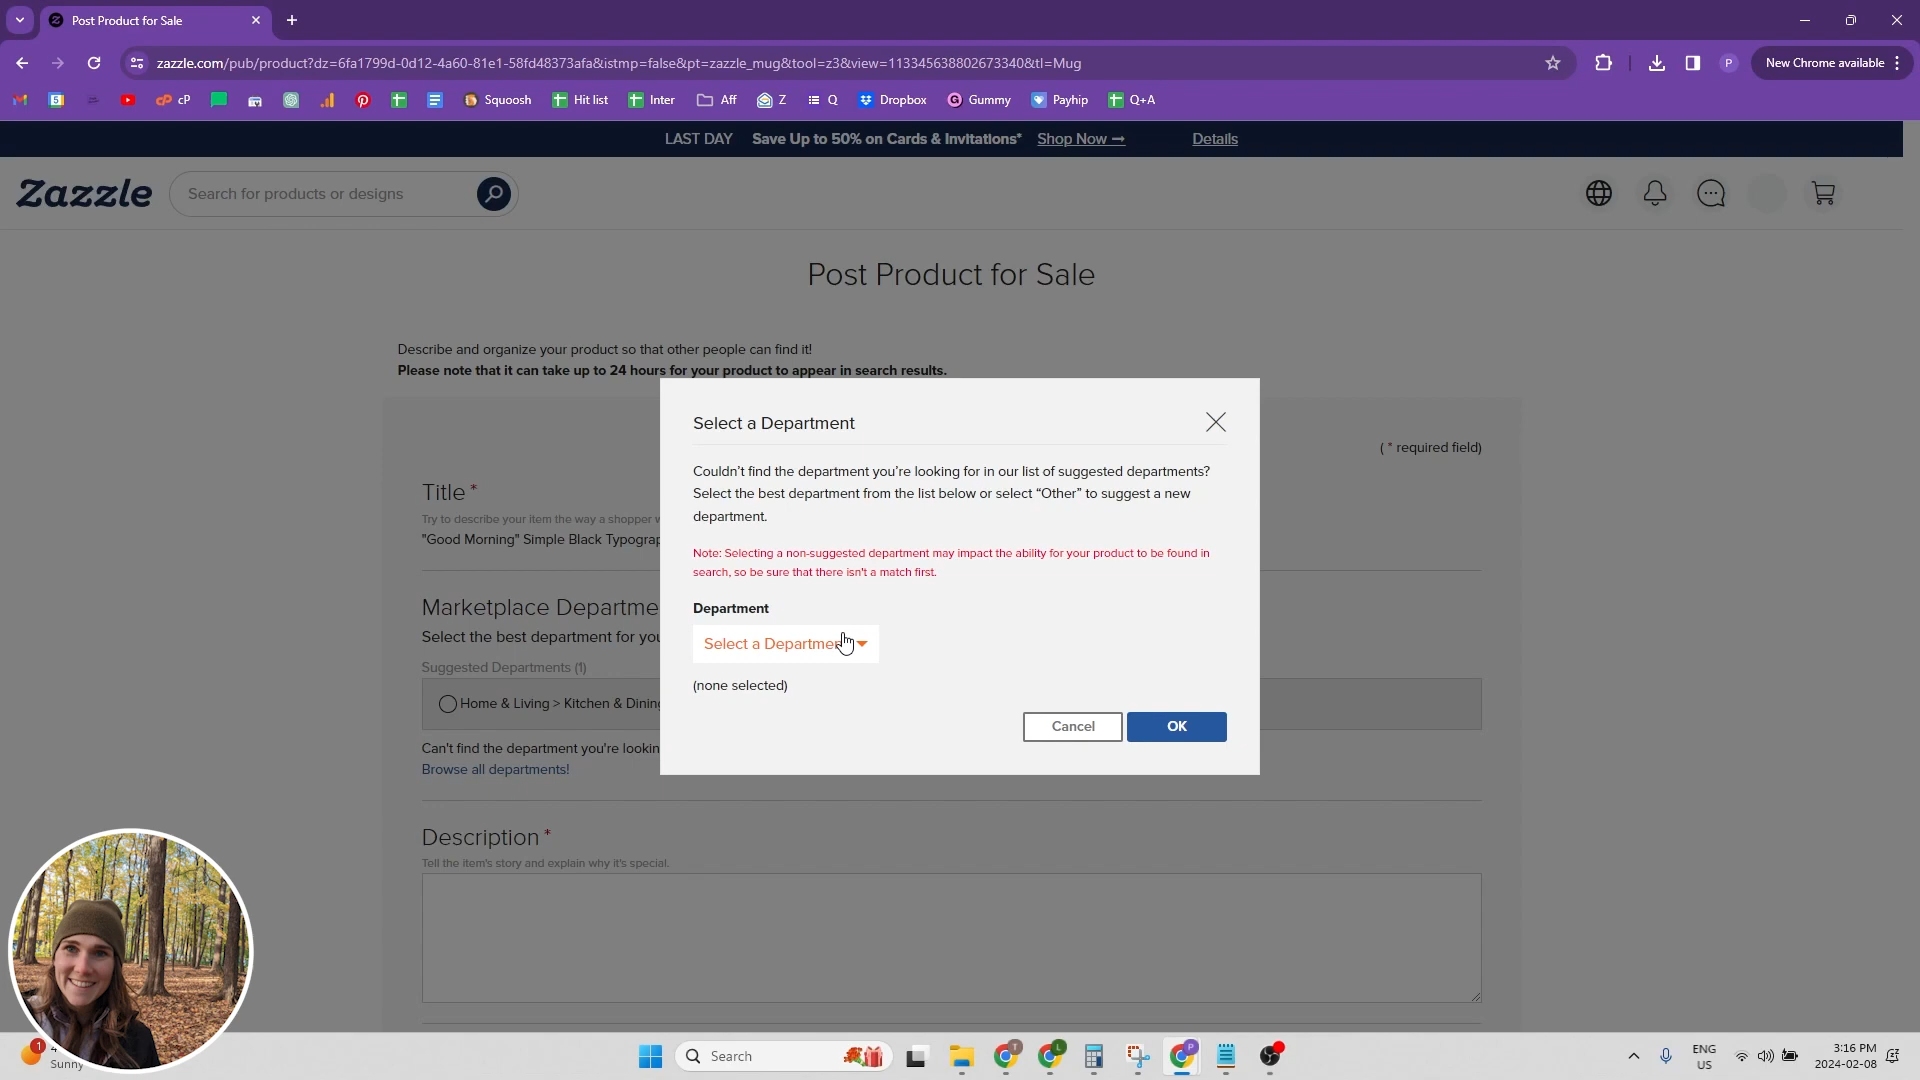 Post Product for Sale
zazzle.com/pub/product?dz=6fa1799d-0d12-4a60-81e1-58fd48373afa&istmp=false&pt=zazzle_mug&tool=z3&view=113345638802673340&tl=Mug
P
New Chrome available
5
cP
Squoosh
Hit list
Inter
Aff
Z
Q
Dropbox
Gummy
Payhip
Q+A
LAST DAY Save Up to 50% on Cards & Invitations* Shop Now → Details
Zazzle
Search for products or designs
Post Product for Sale
Describe and organize your product so that other people can find it!
Please note that it can take up to 24 hours for your product to appear in search results.
( * required field)
Title *
Try to describe your item the way a shopper w
"Good Morning" Simple Black Typograp
Marketplace Departme
Select the best department for you
Suggested Departments (1)
Home & Living > Kitchen & Dining
Can't find the department you're lookin
Browse all departments!
Select a Department
Couldn't find the department you're looking for in our list of suggested departments?
Select the best department from the list below or select “Other” to suggest a new
department.
Note: Selecting a non-suggested department may impact the ability for your product to be found in
search, so be sure that there isn't a match first.
Department
Select a Departmen
(none selected)
Cancel
OK
Description *
Tell the item's story and explain why it's special.
1
Sunny
Search
T
L
P
ENG
US
3:16 PM
2024-02-08